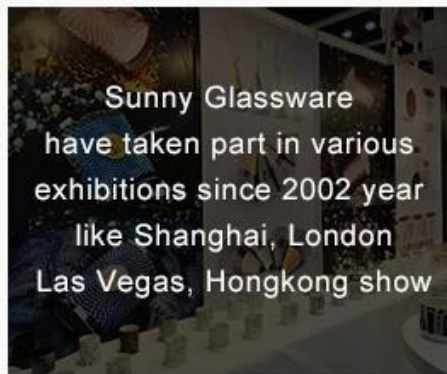 Sunny Glassware
have taken part in various
exhibitions since 2002 year
like Shanghai, London
Las Vegas, Hongkong show